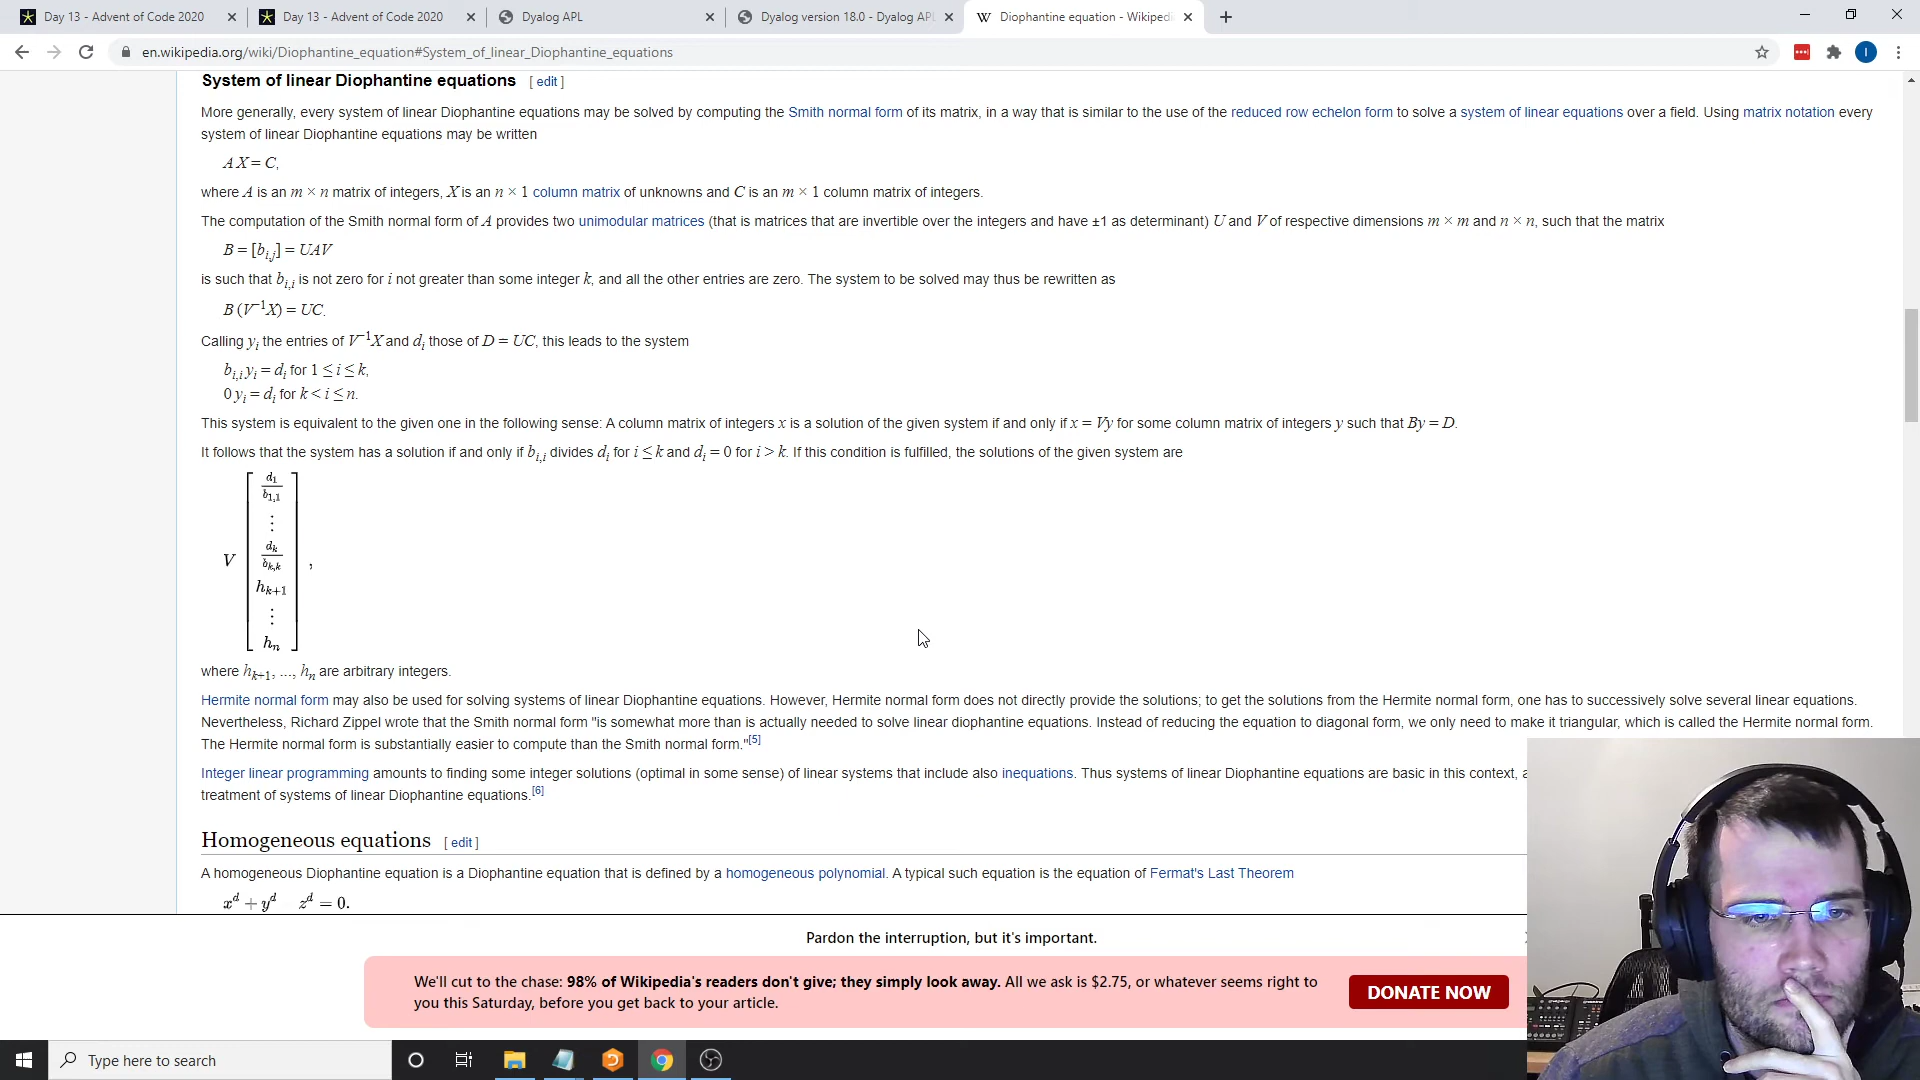 Day 13 - Advent of Code 2020
Day 13 - Advent of Code 2020
Dyalog APL
Dyalog version 18.0 - Dyalog APL
W Diophantine equation - Wikipedi
en.wikipedia.org/wiki/Diophantine_equation#System_of_linear_Diophantine_equations
I
System of linear Diophantine equations [ edit ]
More generally, every system of linear Diophantine equations may be solved by computing the Smith normal form of its matrix, in a way that is similar to the use of the reduced row echelon form to solve a system of linear equations over a field. Using matrix notation every
system of linear Diophantine equations may be written
A X = C,
where A is an m × n matrix of integers, X is an n × 1 column matrix of unknowns and C is an m × 1 column matrix of integers.
The computation of the Smith normal form of A provides two unimodular matrices (that is matrices that are invertible over the integers and have ±1 as determinant) U and V of respective dimensions m × m and n × n, such that the matrix
B = [b_{i,j}] = UAV
is such that b_{i,i} is not zero for i not greater than some integer k, and all the other entries are zero. The system to be solved may thus be rewritten as
B (V⁻¹X) = UC.
Calling y_i the entries of V⁻¹X and d_i those of D = UC, this leads to the system
b_{i,i} y_i = d_i for 1 ≤ i ≤ k,
0 y_i = d_i for k < i ≤ n.
This system is equivalent to the given one in the following sense: A column matrix of integers x is a solution of the given system if and only if x = Vy for some column matrix of integers y such that By = D.
It follows that the system has a solution if and only if b_{i,i} divides d_i for i ≤ k and d_i = 0 for i > k. If this condition is fulfilled, the solutions of the given system are
d_1
b_{1,1}
⋮
d_k
V b_{k,k} ,
h_{k+1}
⋮
h_n
where h_{k+1}, …, h_n are arbitrary integers.
Hermite normal form may also be used for solving systems of linear Diophantine equations. However, Hermite normal form does not directly provide the solutions; to get the solutions from the Hermite normal form, one has to successively solve several linear equations.
Nevertheless, Richard Zippel wrote that the Smith normal form "is somewhat more than is actually needed to solve linear diophantine equations. Instead of reducing the equation to diagonal form, we only need to make it triangular, which is called the Hermite normal form.
The Hermite normal form is substantially easier to compute than the Smith normal form."[5]
Integer linear programming amounts to finding some integer solutions (optimal in some sense) of linear systems that include also inequations. Thus systems of linear Diophantine equations are basic in this context,
treatment of systems of linear Diophantine equations.[6]
Homogeneous equations [ edit ]
A homogeneous Diophantine equation is a Diophantine equation that is defined by a homogeneous polynomial. A typical such equation is the equation of Fermat's Last Theorem
x^d + y^d z^d = 0.
Pardon the interruption, but it's important.
We'll cut to the chase: 98% of Wikipedia's readers don't give; they simply look away. All we ask is $2.75, or whatever seems right to
you this Saturday, before you get back to your article.
DONATE NOW
Type here to search